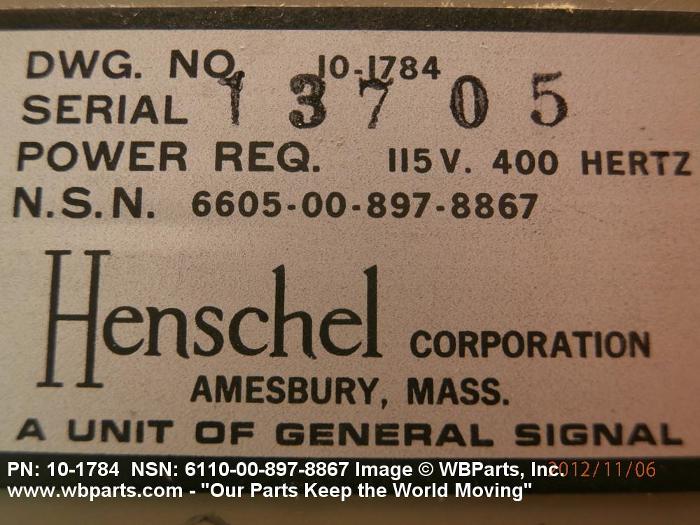 DWG. NO. 10-1784
SERIAL 13705
POWER REQ. 115 V. 400 HERTZ
N.S.N. 6605-00-897-8867
Henschel CORPORATION
AMESBURY, MASS.
A UNIT OF GENERAL SIGNAL
PN: 10-1784 NSN: 6110-00-897-8867 Image © WBParts, Inc. 2012/11/06
www.wbparts.com - "Our Parts Keep the World Moving"